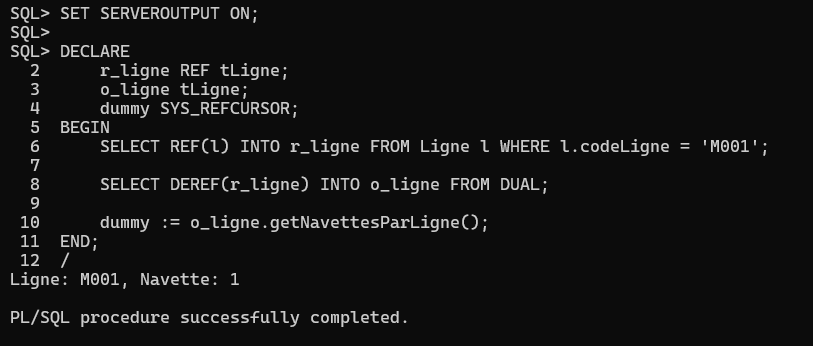 SQL> SET SERVEROUTPUT ON;
SQL>
SQL> DECLARE
  2      r_ligne REF tLigne;
  3      o_ligne tLigne;
  4      dummy SYS_REFCURSOR;
  5  BEGIN
  6      SELECT REF(l) INTO r_ligne FROM Ligne l WHERE l.codeLigne = 'M001';
  7
  8      SELECT DEREF(r_ligne) INTO o_ligne FROM DUAL;
  9
 10      dummy := o_ligne.getNavettesParLigne();
 11  END;
 12  /
Ligne: M001, Navette: 1

PL/SQL procedure successfully completed.